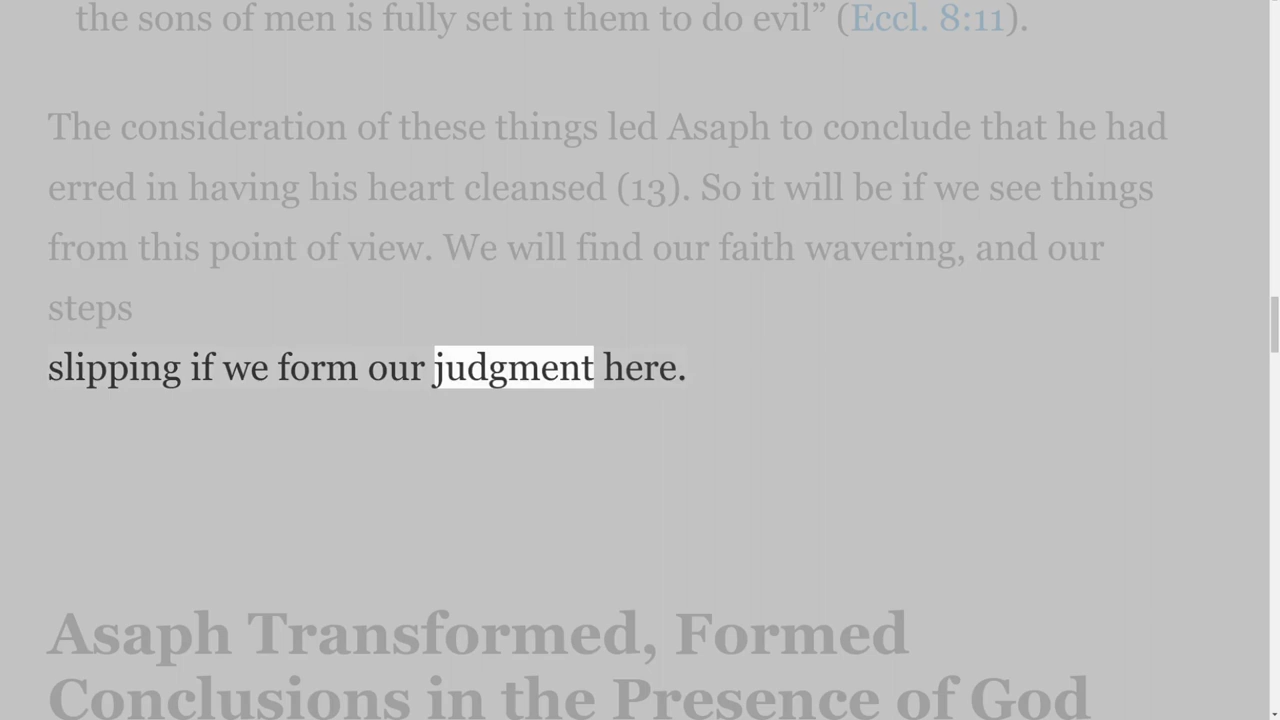 the sons of men is fully set in them to do evil” (Eccl. 8:11).
The consideration of these things led Asaph to conclude that he had
erred in having his heart cleansed (13). So it will be if we see things
from this point of view. We will find our faith wavering, and our
steps
slipping if we form our judgment here.
Asaph Transformed, Formed
Conclusions in the Presence of God